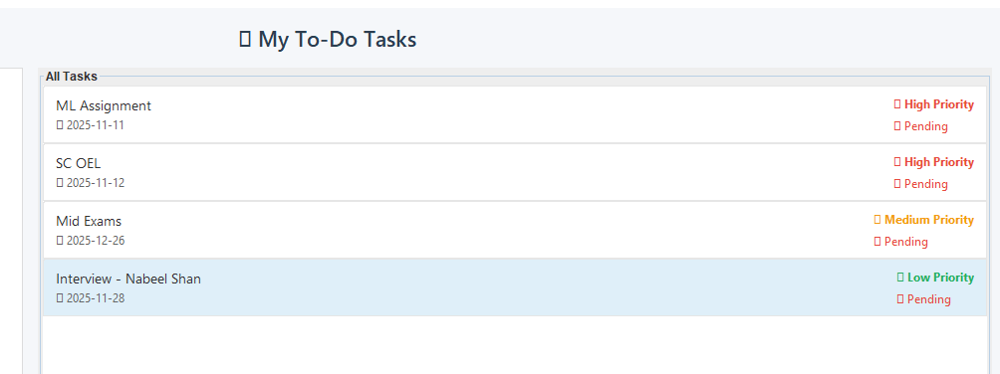 My To-Do Tasks
All Tasks
ML Assignment
High Priority
2025-11-11
Pending
SC OEL
High Priority
2025-11-12
Pending
Mid Exams
Medium Priority
2025-12-26
Pending
Interview - Nabeel Shan
Low Priority
2025-11-28
Pending